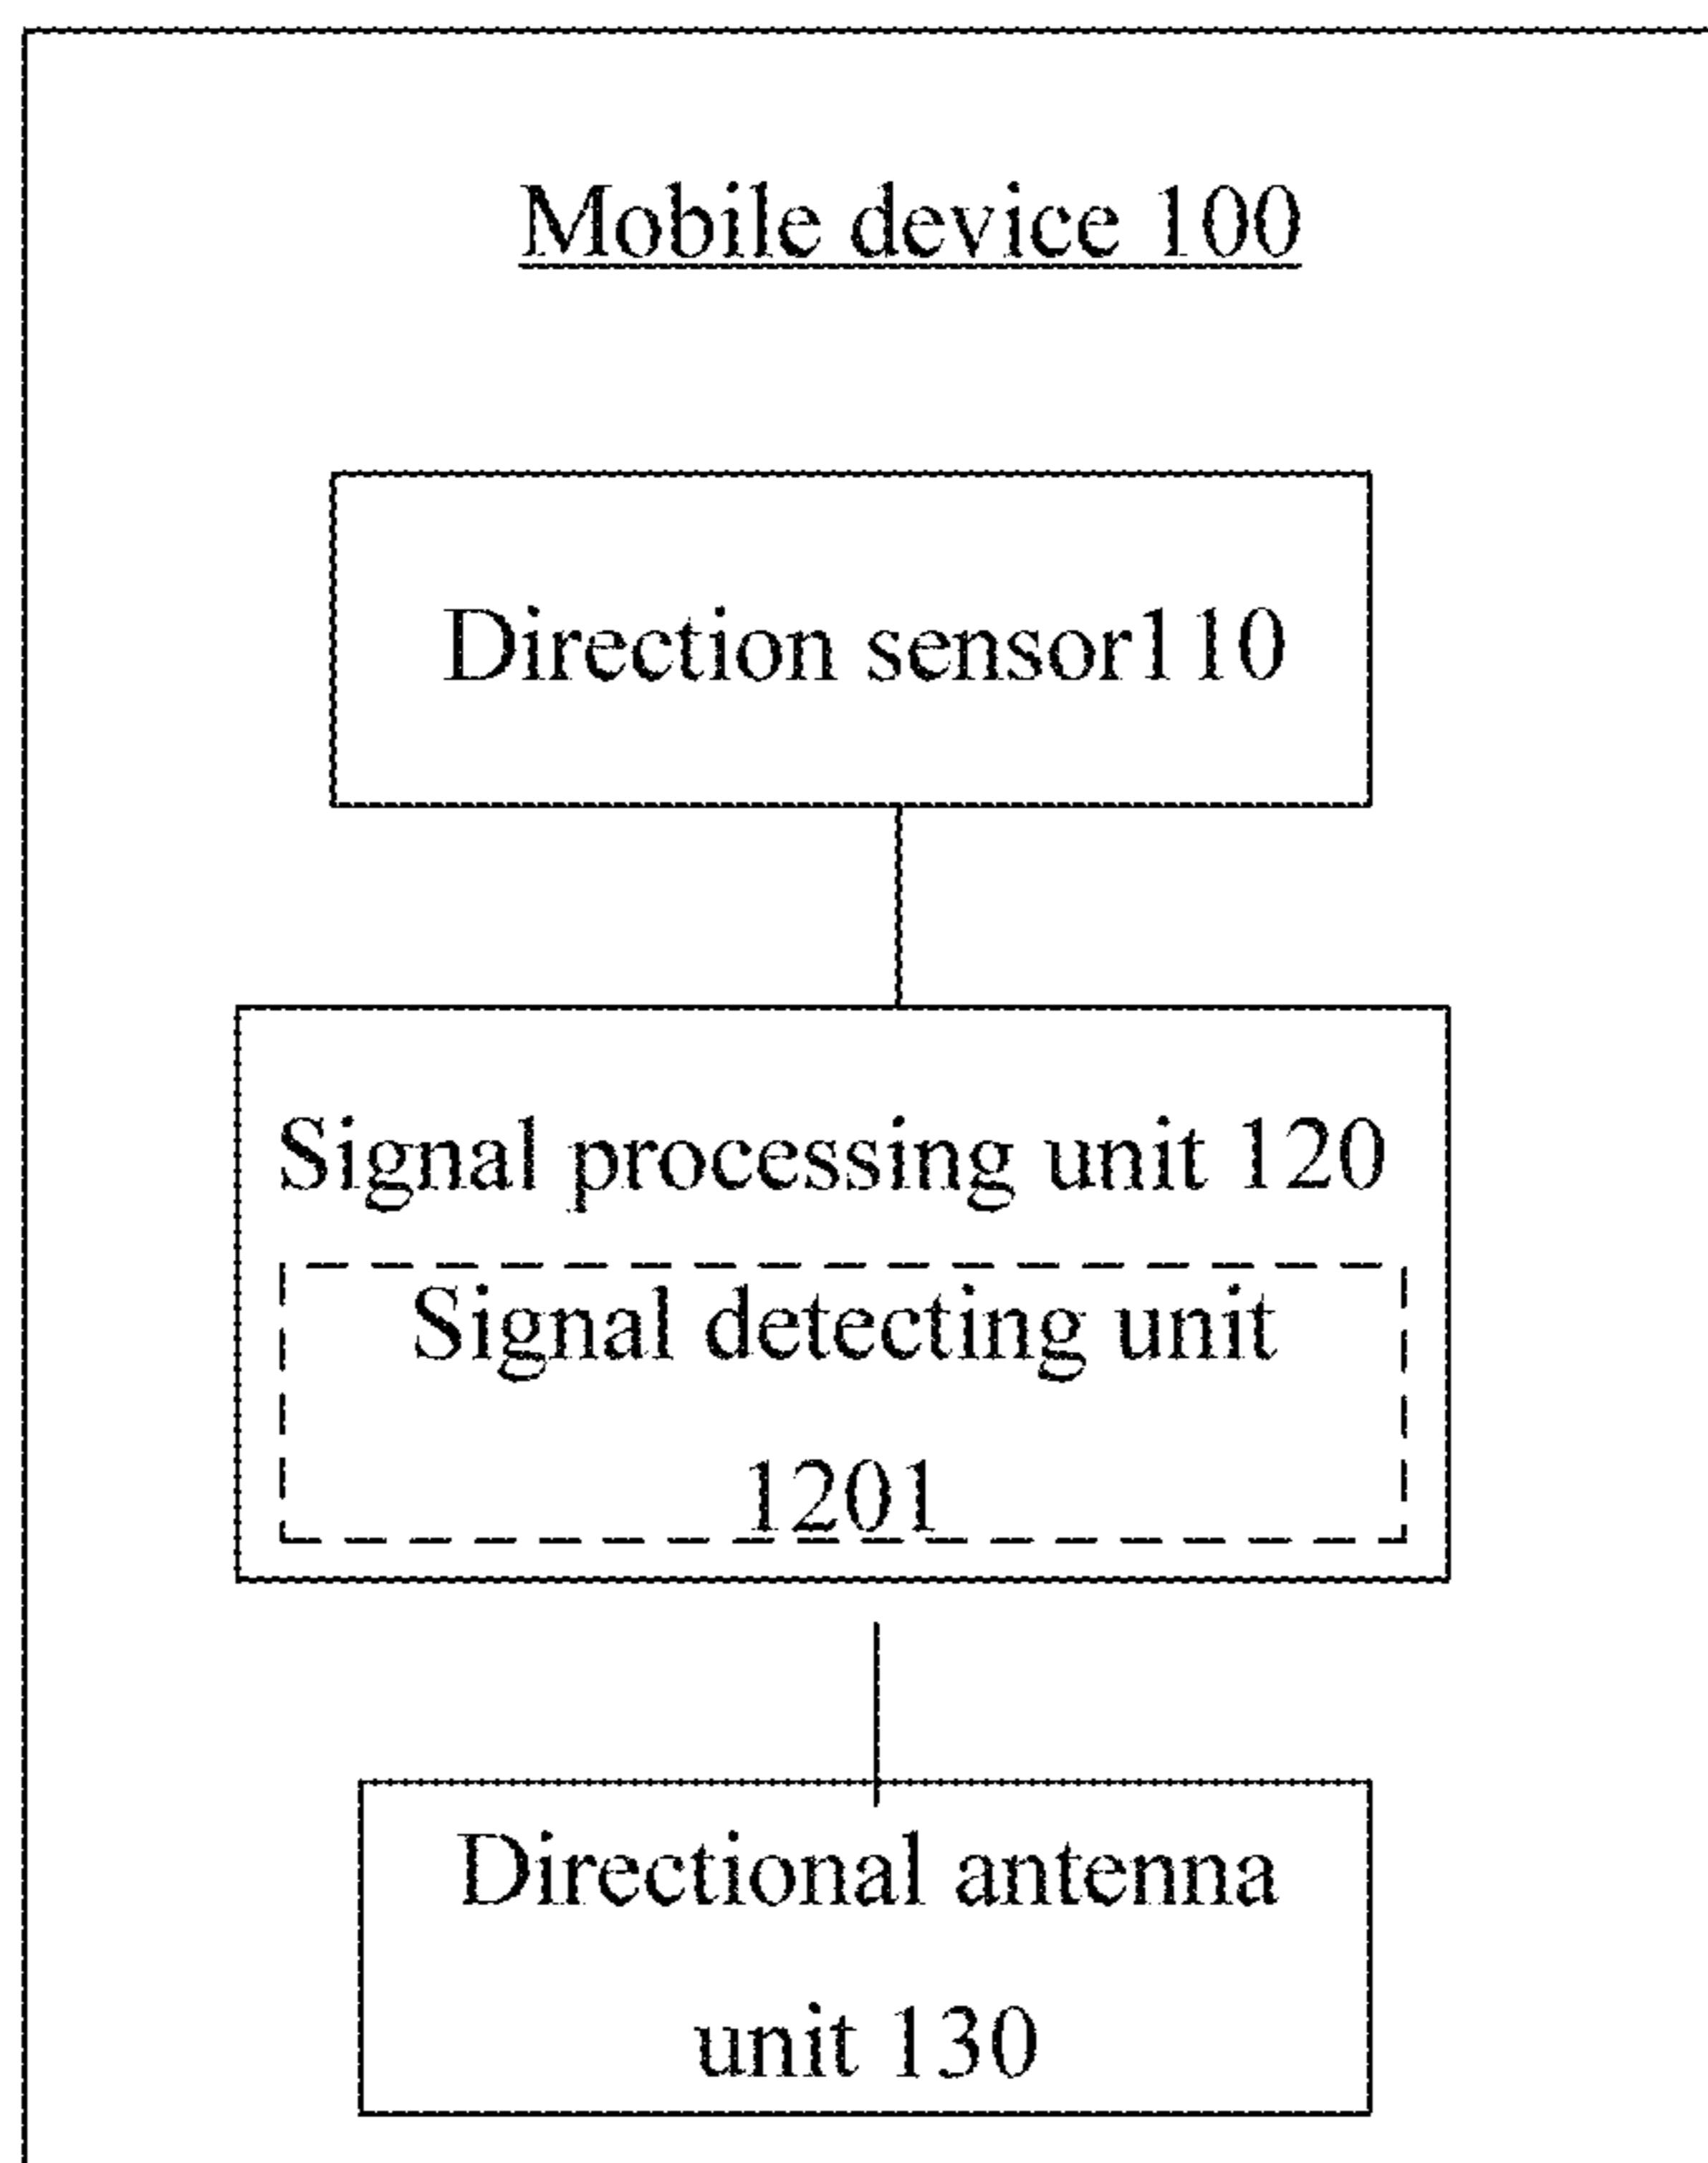 Mobile device 100
Direction sensor110
Signal processing unit 120
Signal detecting unit
1201
Directional antenna
unit 130